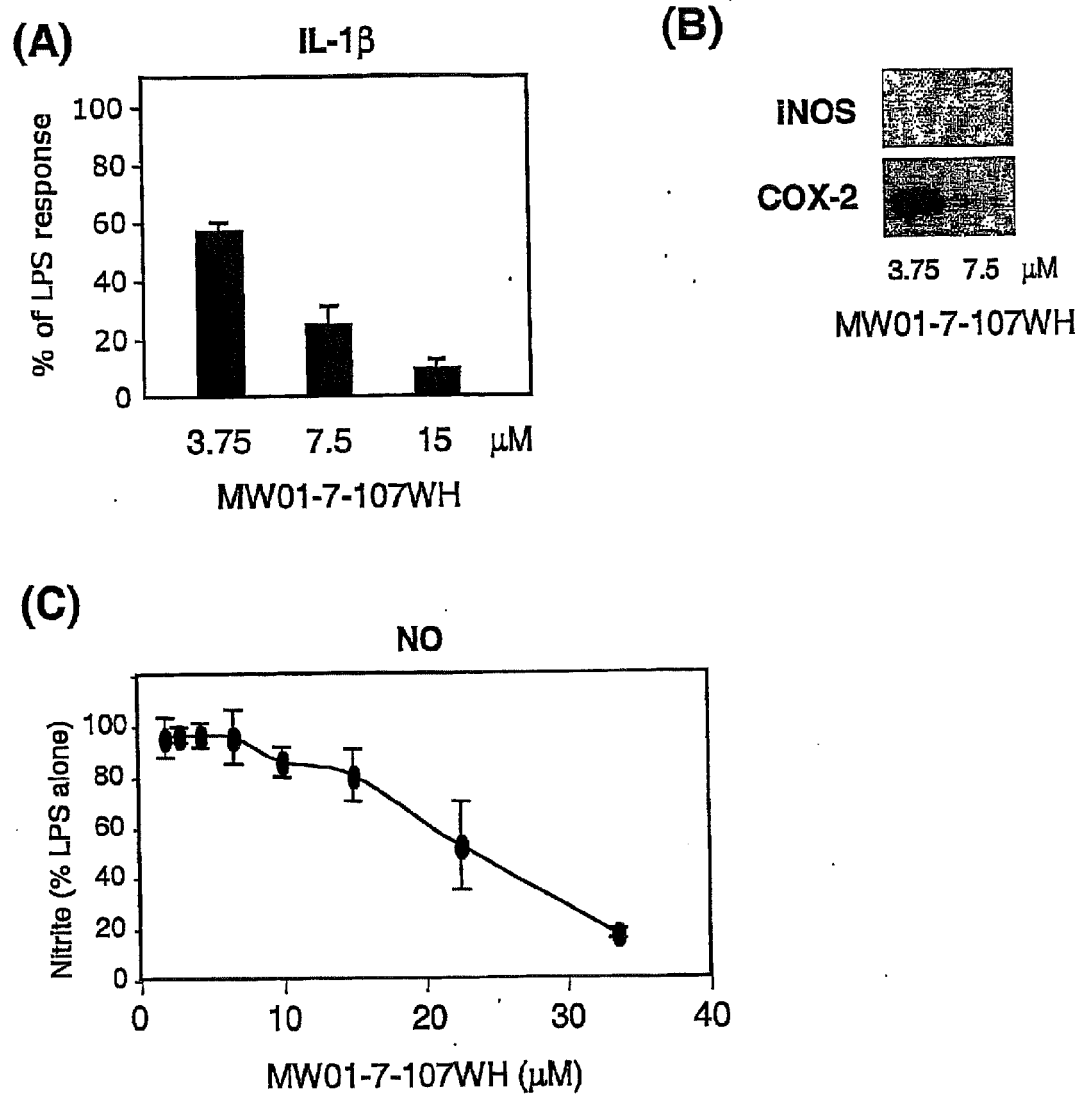 (A)
IL-1β
% of LPS response
100
80
60
40
20
0
3.75 7.5 15 μM
MW01-7-107WH
(B)
iNOS
COX-2
3.75 7.5 μM
MW01-7-107WH
(C)
NO
Nitrite (% LPS alone)
100
80
60
40
20
0
0 10 20 30 40
MW01-7-107WH (μM)